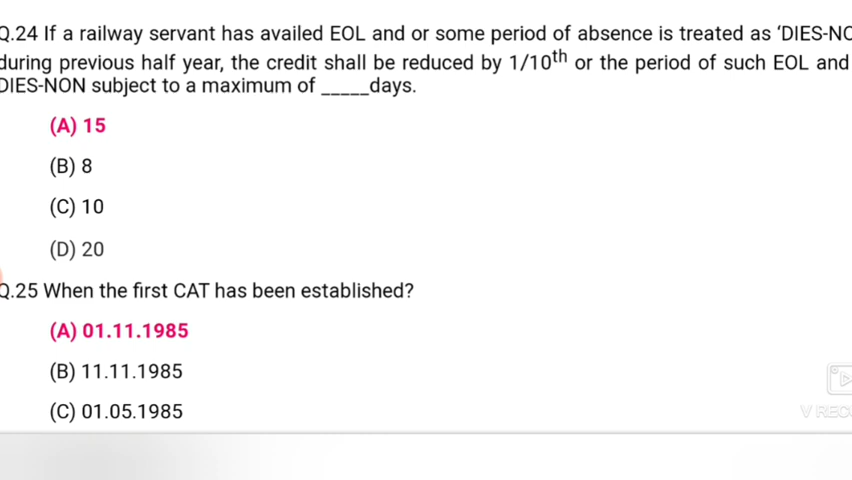 Q.24 If a railway servant has availed EOL and or some period of absence is treated as ‘DIES-NO
during previous half year, the credit shall be reduced by 1/10th or the period of such EOL and
DIES-NON subject to a maximum of _____days.
(A) 15
(B) 8
(C) 10
(D) 20
Q.25 When the first CAT has been established?
(A) 01.11.1985
(B) 11.11.1985
(C) 01.05.1985
V RECO